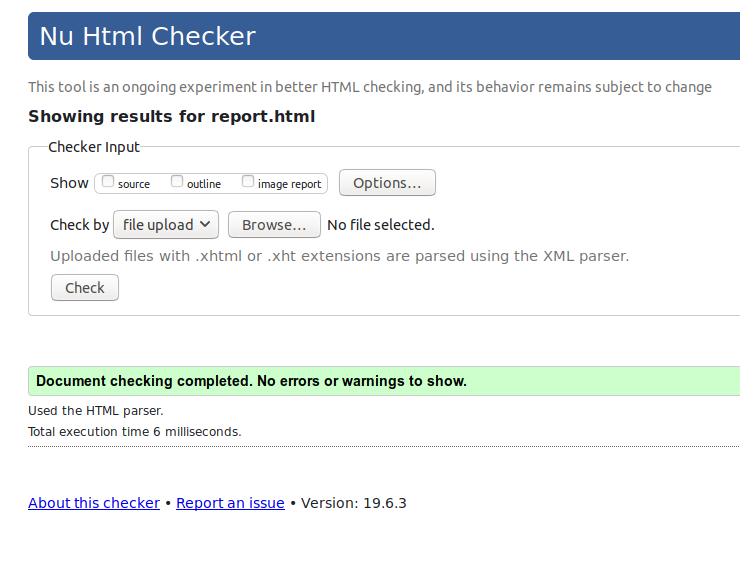 Nu Html Checker
This tool is an ongoing experiment in better HTML checking, and its behavior remains subject to change
Showing results for report.html
Checker Input
Show source outline image report Options...
Check by file upload Browse... No file selected.
Uploaded files with .xhtml or .xht extensions are parsed using the XML parser.
Check
Document checking completed. No errors or warnings to show.
Used the HTML parser.
Total execution time 6 milliseconds.
About this checker • Report an issue • Version: 19.6.3